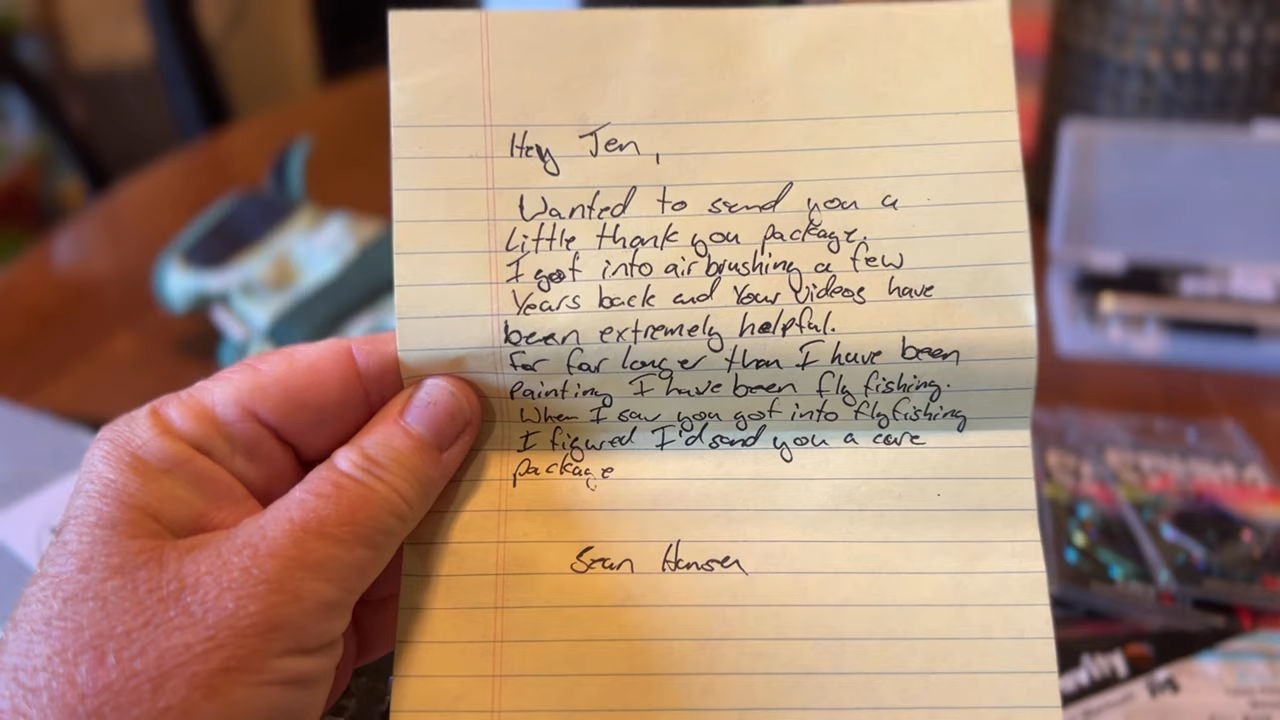 Hey Jen,
Wanted to send you a
Little thank you package.
I got into airbrushing a few
Years back and Your Videos have
been extremely helpful.
For far longer than I have been
painting I have been fly fishing.
When I saw you got into flyfishing
I figured I'd send you a care
package
Sean Hansen